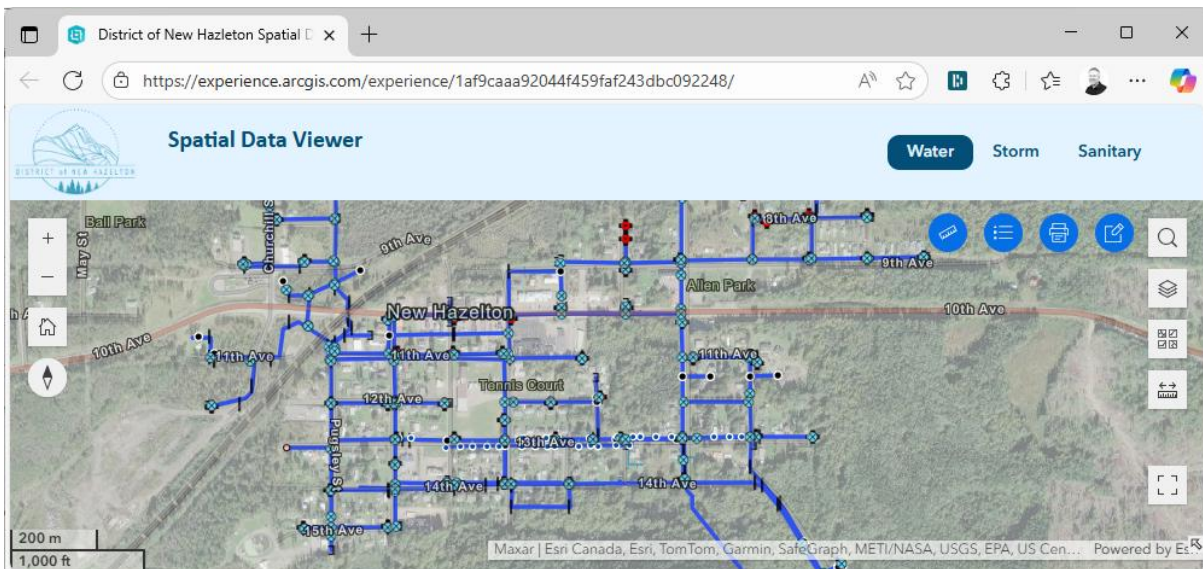 District of New Hazleton Spatial D
https://experience.arcgis.com/experience/1af9caaa92044f459faf243dbc092248/
Spatial Data Viewer
Water
Storm
Sanitary
DISTRICT of NEW HAZELTON
Ball Park
May St
Churchill S
9th Ave
8th Ave
9th Ave
Allen Park
New Hazelton
10th Ave
10th Ave
11th Ave
11th Ave
11th Ave
Tennis Court
12th Ave
Pugsley St
13th Ave
14th Ave
14th Ave
15th Ave
200 m
1,000 ft
Maxar | Esri Canada, Esri, TomTom, Garmin, SafeGraph, METI/NASA, USGS, EPA, US Cen... Powered by Es